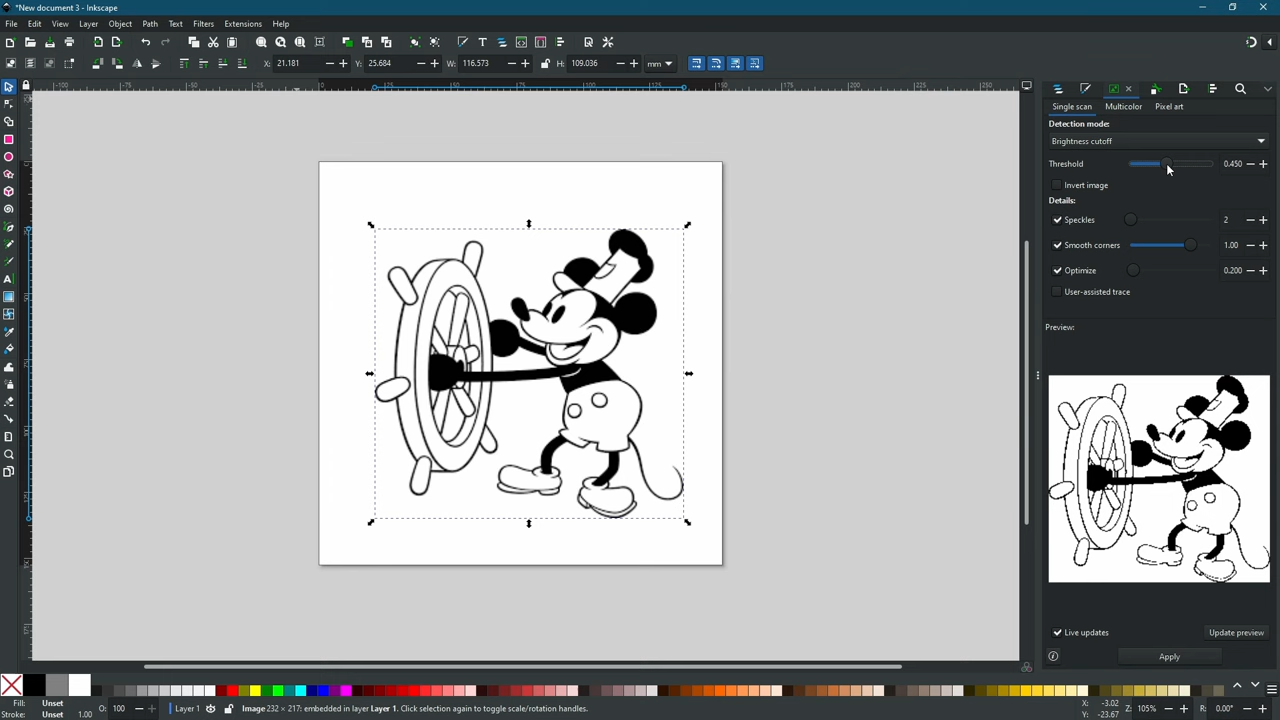 *New document 3 - Inkscape
File Edit View Layer Object Path Text Filters Extensions Help
X: 21.181 Y: 25.684 W: 116.573 H: 109.036 mm
Single scan Multicolor Pixel art
Detection mode:
Brightness cutoff
Threshold 0.450
Invert image
Details:
Speckles 2
Smooth corners 1.00
Optimize 0.200
User-assisted trace
Preview:
Live updates Update preview
Apply
Fill: Unset O: 100 Layer 1 Image 232 × 217: embedded in layer Layer 1. Click selection again to toggle scale/rotation handles. X: -3.02 Z: 105% R: 0.00°
Stroke: Unset 1.00 Y: -23.67